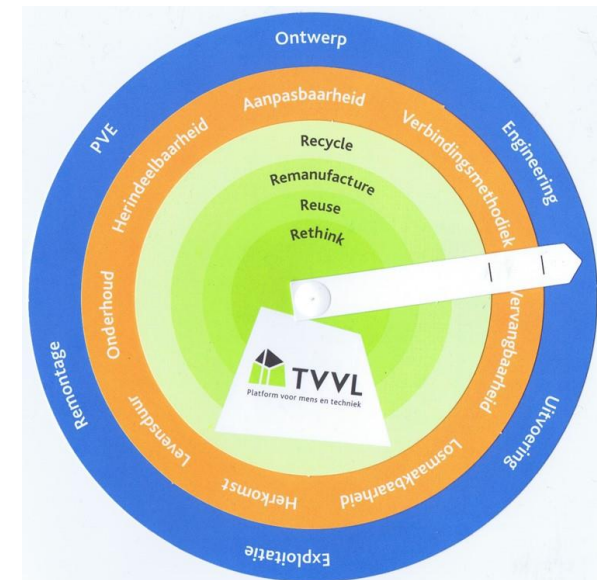 Ontwerp
Engineering
Uitvoering
Exploitatie
Remontage
PVE
Aanpasbaarheid
Verbindingsmethodiek
Vervangbaarheid
Losmaakbaarheid
Herkomst
Levensduur
Onderhoud
Herindeelbaarheid
Recycle
Remanufacture
Reuse
Rethink
TVVL
Platform voor mens en techniek